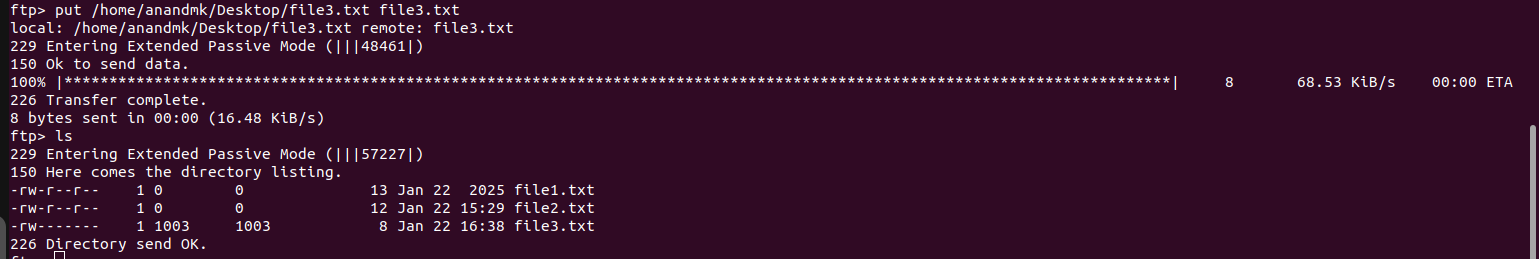 ftp> put /home/anandmk/Desktop/file3.txt file3.txt
local: /home/anandmk/Desktop/file3.txt remote: file3.txt
229 Entering Extended Passive Mode (|||48461|)
150 Ok to send data.
100% |***************************************************************************************************************************| 8 68.53 KiB/s 00:00 ETA
226 Transfer complete.
8 bytes sent in 00:00 (16.48 KiB/s)
ftp> ls
229 Entering Extended Passive Mode (|||57227|)
150 Here comes the directory listing.
-rw-r--r-- 1 0 0 13 Jan 22 2025 file1.txt
-rw-r--r-- 1 0 0 12 Jan 22 15:29 file2.txt
-rw------- 1 1003 1003 8 Jan 22 16:38 file3.txt
226 Directory send OK.